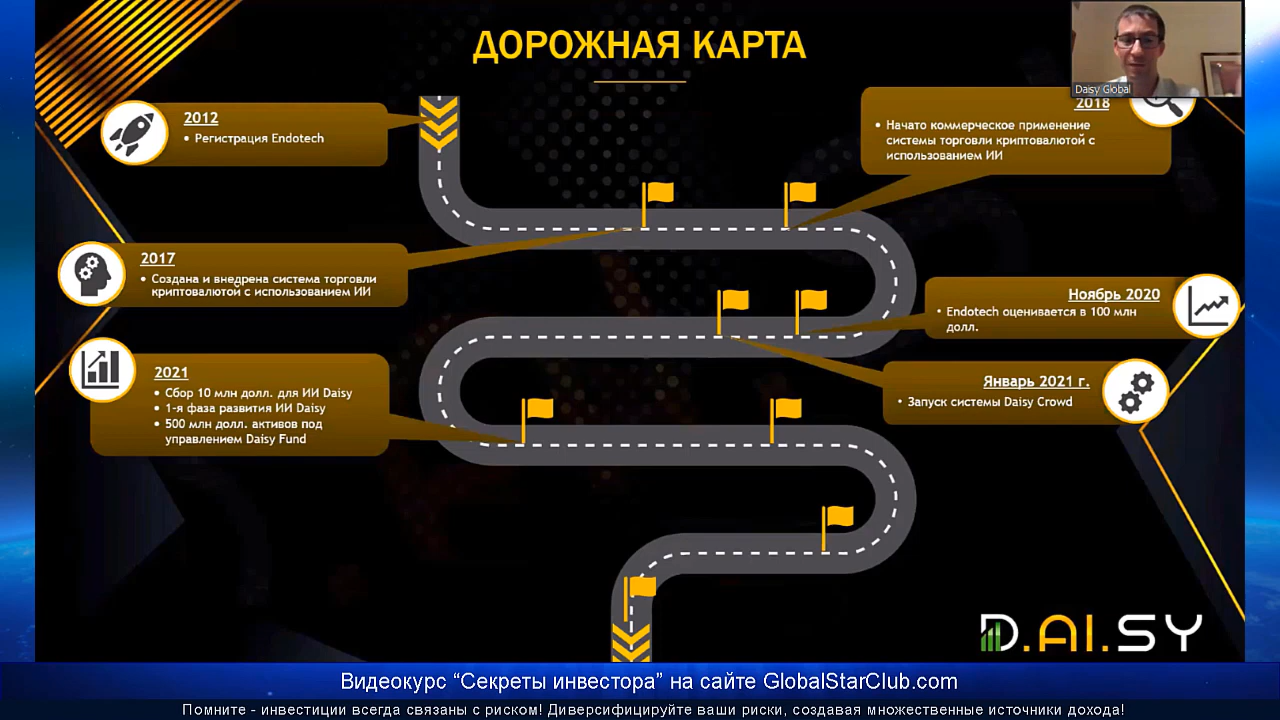 ДОРОЖНАЯ КАРТА
Daisy Global
2012
• Регистрация Endotech
2018
• Начато коммерческое применение
системы торговли криптовалютой с
использованием ИИ
2017
• Создана и внедрена система торговли
криптовалютой с использованием ИИ
Ноябрь 2020
• Endotech оценивается в 100 млн
долл.
2021
• Сбор 10 млн долл. для ИИ Daisy
• 1-я фаза развития ИИ Daisy
• 500 млн долл. активов под
управлением Daisy Fund
Январь 2021 г.
• Запуск системы Daisy Crowd
D.AI.SY
Видеокурс “Секреты инвестора” на сайте GlobalStarClub.com
Помните - инвестиции всегда связаны с риском! Диверсифицируйте ваши риски, создавая множественные источники дохода!